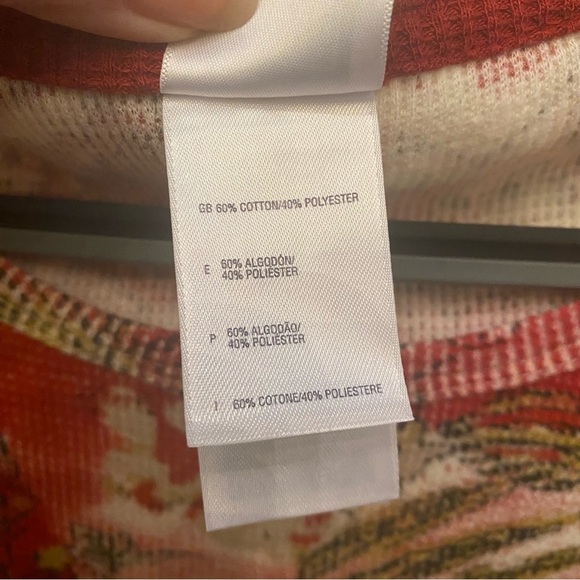 GB 60% COTTON/40% POLYESTER
E 60% ALGODÓN/
40% POLIÉSTER
P 60% ALGODÃO/
40% POLIÉSTER
I 60% COTONE/40% POLIESTERE